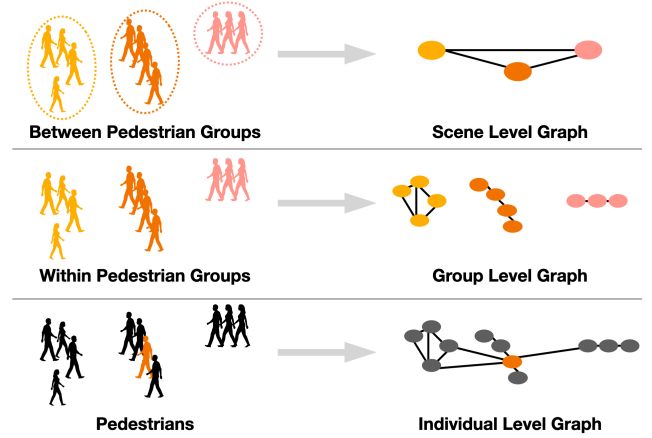 Between Pedestrian Groups
Scene Level Graph
Within Pedestrian Groups
Group Level Graph
Pedestrians
Individual Level Graph